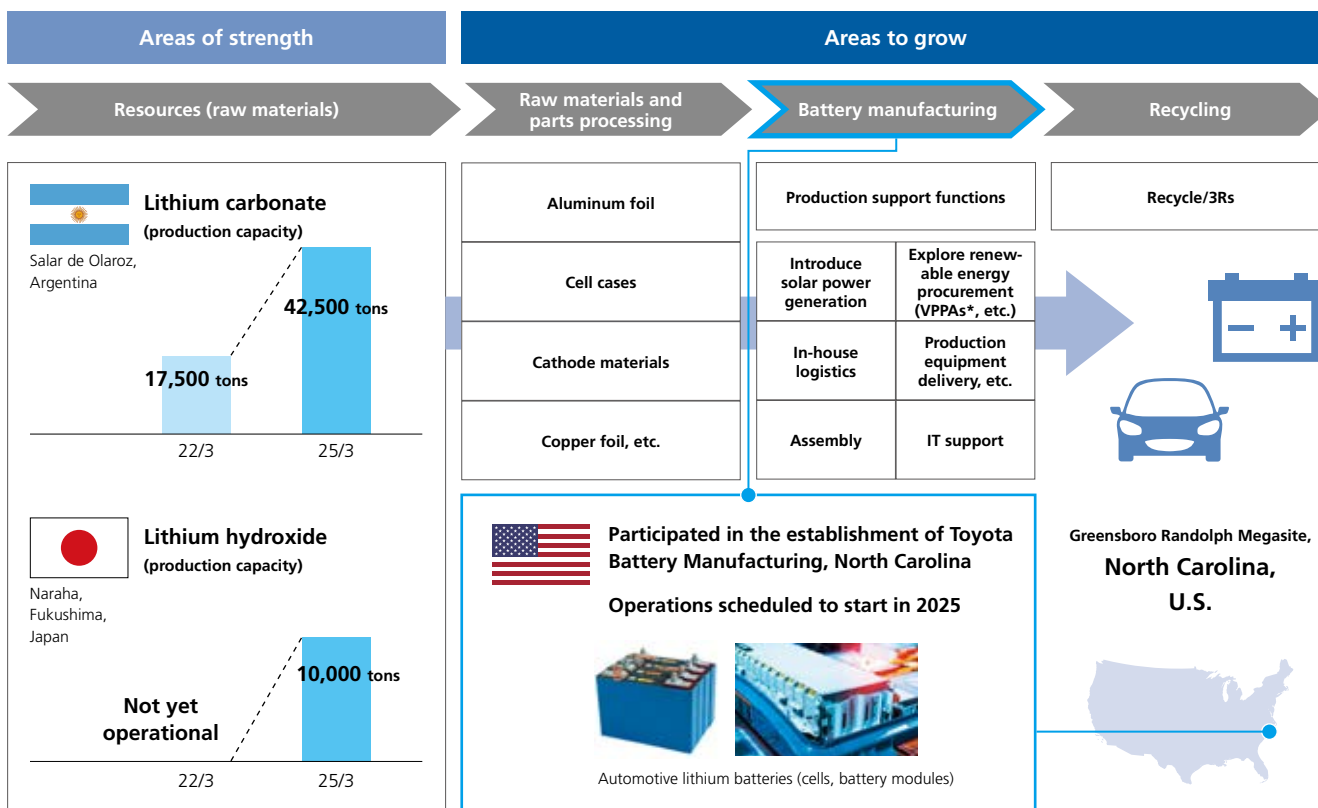 Areas of strength
Areas to grow
Resources (raw materials)
Raw materials and
parts processing
Battery manufacturing
Recycling
Lithium carbonate
(production capacity)
Salar de Olaroz,
Argentina
42,500 tons
17,500 tons
22/3
25/3
Lithium hydroxide
(production capacity)
Naraha,
Fukushima,
Japan
10,000 tons
Not yet
operational
22/3
25/3
Aluminum foil
Cell cases
Cathode materials
Copper foil, etc.
Production support functions
Introduce
solar power
generation
Explore renew-
able energy
procurement
(VPPAs*, etc.)
In-house
logistics
Production
equipment
delivery, etc.
Assembly
IT support
Recycle/3Rs
Participated in the establishment of Toyota
Battery Manufacturing, North Carolina
Operations scheduled to start in 2025
Automotive lithium batteries (cells, battery modules)
Greensboro Randolph Megasite,
North Carolina,
U.S.